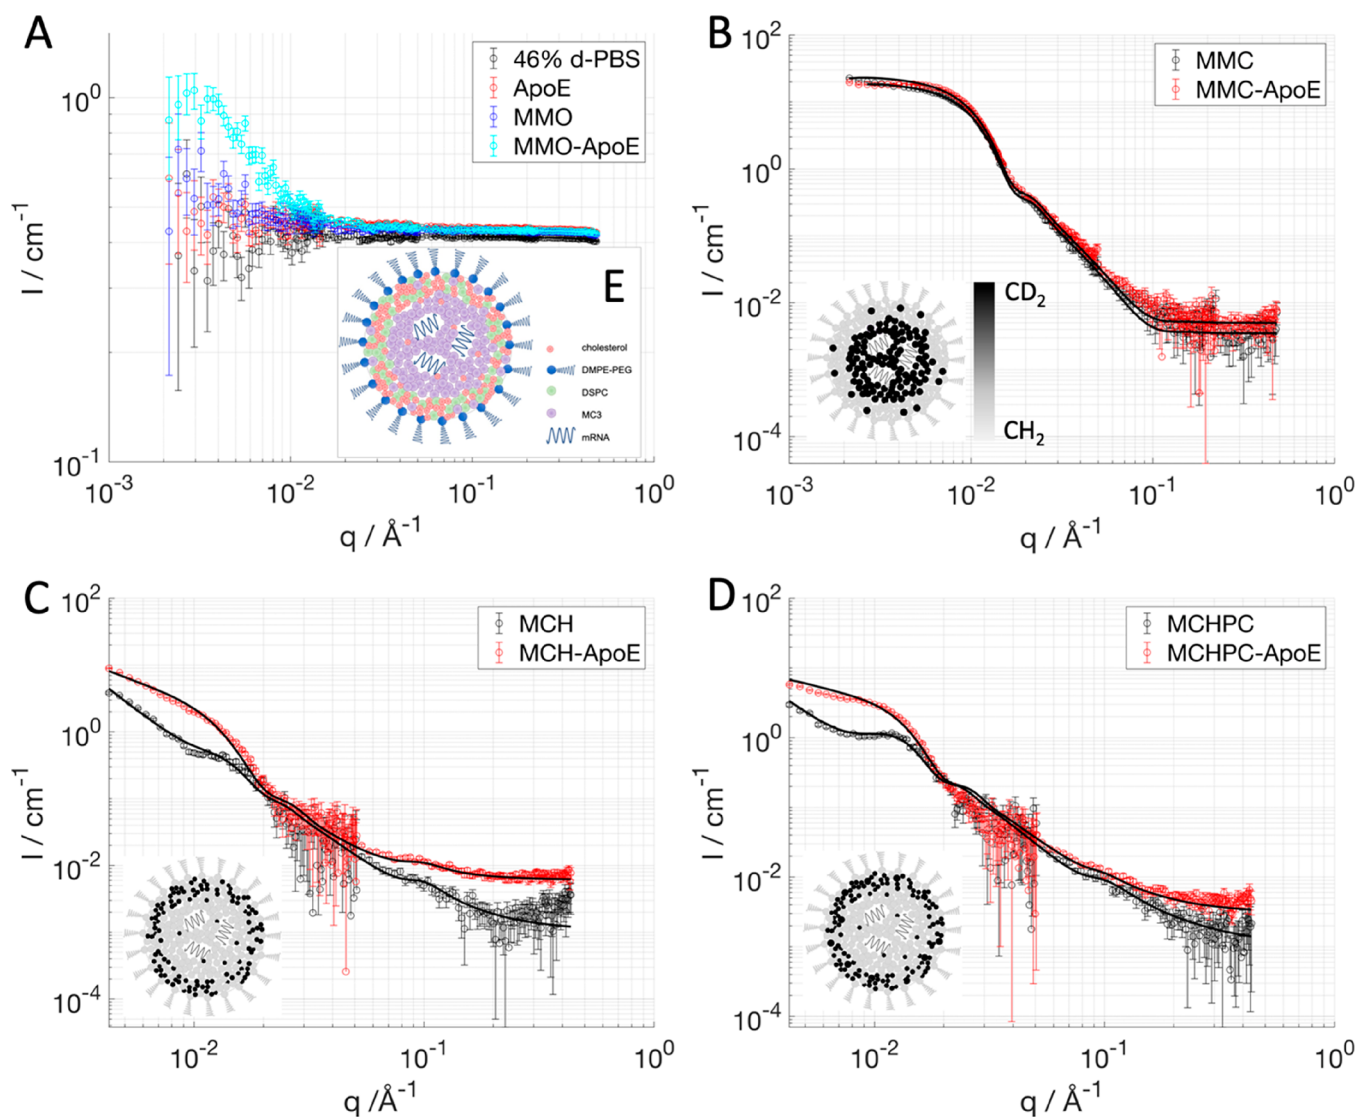 A
10⁰
10⁻¹
I / cm⁻¹
10⁻³
10⁻²
10⁻¹
10⁰
q / Å⁻¹
46% d-PBS
ApoE
MMO
MMO-ApoE
E
cholesterol
DMPE-PEG
DSPC
MC3
mRNA
B
10²
10⁰
10⁻²
10⁻⁴
I / cm⁻¹
10⁻³
10⁻²
10⁻¹
10⁰
q / Å⁻¹
MMC
MMC-ApoE
CD₂
CH₂
C
10²
10⁰
10⁻²
10⁻⁴
I / cm⁻¹
10⁻²
10⁻¹
10⁰
q /Å⁻¹
MCH
MCH-ApoE
D
10²
10⁰
10⁻²
10⁻⁴
I / cm⁻¹
10⁻²
10⁻¹
10⁰
q / Å⁻¹
MCHPC
MCHPC-ApoE